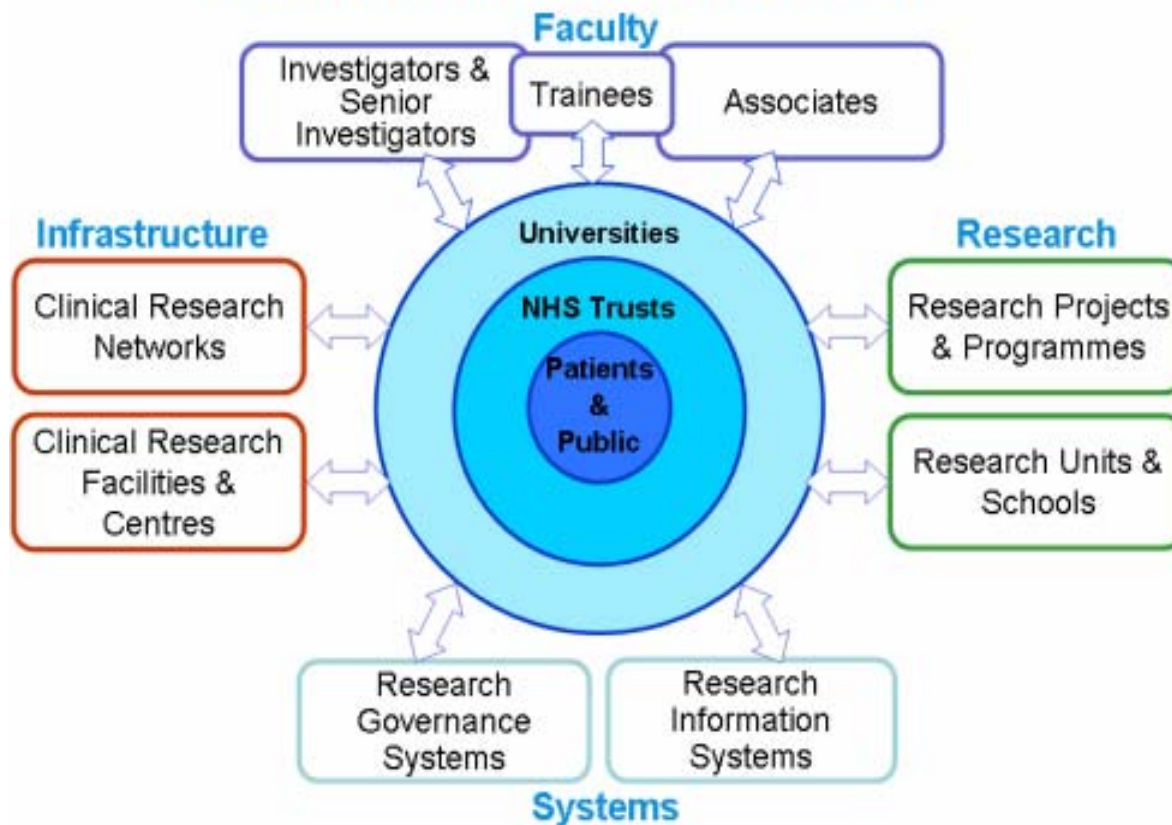 Faculty
Investigators &
Senior
Investigators
Trainees
Associates
Infrastructure
Clinical Research
Networks
Clinical Research
Facilities &
Centres
Universities
NHS Trusts
Patients
&
Public
Research
Research Projects
& Programmes
Research Units &
Schools
Research
Governance
Systems
Research
Information
Systems
Systems